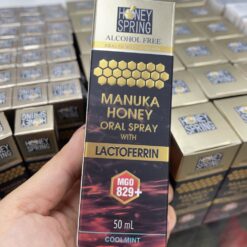 HONEY
SPRING
ALCOHOL FREE
MANUKA
HONEY
ORAL SPRAY
WITH
LACTOFERRIN
MGO
829+
50 mL
COOLMINT